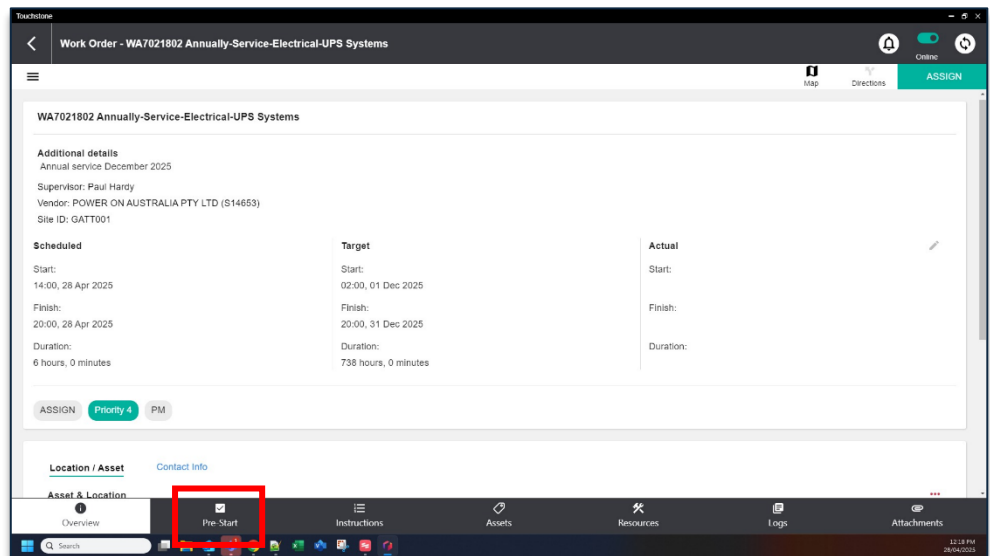 Touchstone
Work Order - WA7021802 Annually-Service-Electrical-UPS Systems
Online
Map
Directions
ASSIGN
WA7021802 Annually-Service-Electrical-UPS Systems
Additional details
Annual service December 2025
Supervisor: Paul Hardy
Vendor: POWER ON AUSTRALIA PTY LTD (S14653)
Site ID: GATT001
Scheduled Target Actual
Start: Start: Start:
14:00, 28 Apr 2025 02:00, 01 Dec 2025
Finish: Finish: Finish:
20:00, 28 Apr 2025 20:00, 31 Dec 2025
Duration: Duration: Duration:
6 hours, 0 minutes 738 hours, 0 minutes
ASSIGN Priority 4 PM
Location / Asset Contact Info
Asset & Location
Overview Pre-Start Instructions Assets Resources Logs Attachments
Search
12:18 PM
28/04/2025